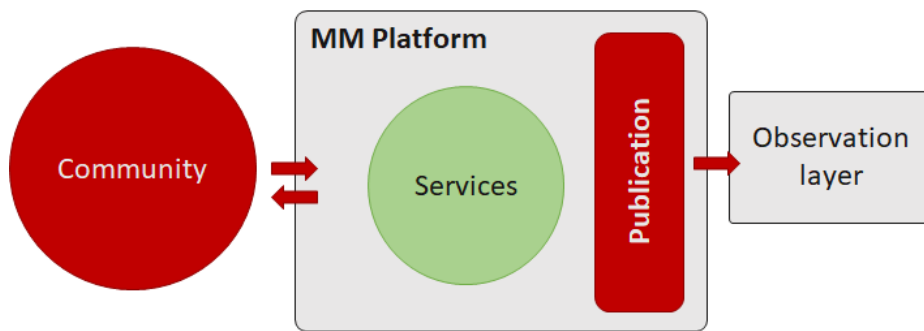 MM Platform
Community
Services
Publication
Observation
layer